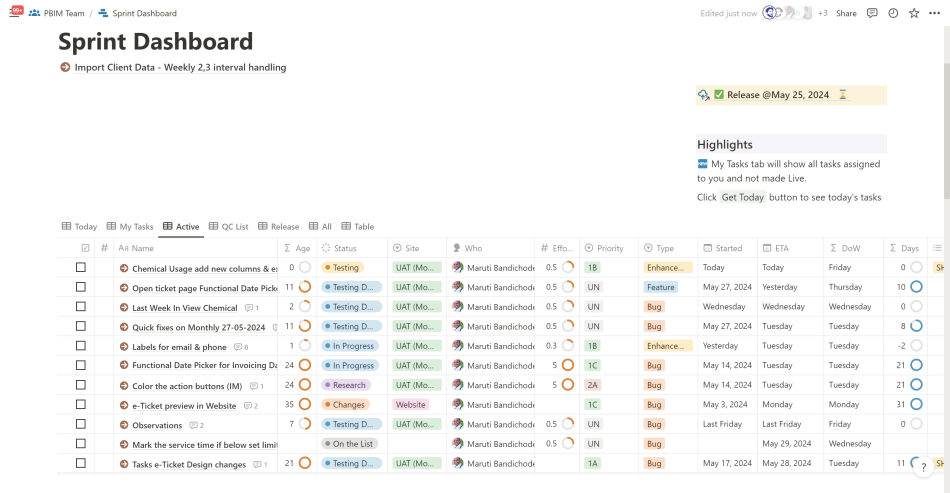 99+ PBIM Team / Sprint Dashboard Edited just now +3 Share
Sprint Dashboard
Import Client Data - Weekly 2,3 interval handling
Release @May 25, 2024
Highlights
My Tasks tab will show all tasks assigned
to you and not made Live.
Click Get Today button to see today's tasks
Today My Tasks Active QC List Release All Table
# Aa Name Σ Age Status Site Who # Effo... Priority Type Started ETA Σ DoW Σ Days
Chemical Usage add new columns & ex 0 Testing UAT (Mo... Maruti Bandichode 0.5 1B Enhance... Today Today Friday 0 SH
Open ticket page Functional Date Picke 11 Testing D... UAT (Mo... Maruti Bandichode 0.5 UN Feature May 27, 2024 Yesterday Thursday 10
Last Week In View Chemical 1 2 Testing D... UAT (Mo... Maruti Bandichode 0.5 UN Bug Wednesday Wednesday Wednesday 0
Quick fixes on Monthly 27-05-2024 11 Testing D... UAT (Mo... Maruti Bandichode 0.5 UN Bug May 27, 2024 Tuesday Tuesday 8
Labels for email & phone 8 1 In Progress UAT (Mo... Maruti Bandichode 0.3 1B Enhance... Yesterday Tuesday Tuesday -2
Functional Date Picker for Invoicing Da 24 In Progress UAT (Mo... Maruti Bandichode 5 1C Bug May 14, 2024 Tuesday Tuesday 21
Color the action buttons (IM) 1 24 Research UAT (Mo... Maruti Bandichode 5 2A Bug May 14, 2024 Tuesday Tuesday 21
e-Ticket preview in Website 2 35 Changes Website Maruti Bandichode 1C Bug May 3, 2024 Monday Monday 31
Observations 2 7 Testing D... UAT (Mo... Maruti Bandichode 0.5 UN Bug Last Friday Last Friday Friday 0
Mark the service time if below set limit On the List Maruti Bandichode 0.5 UN Bug May 29, 2024 Wednesday
Tasks e-Ticket Design changes 1 21 Testing D... UAT (Mo... Maruti Bandichode 1A Bug May 17, 2024 May 28, 2024 Tuesday 11 SH
?